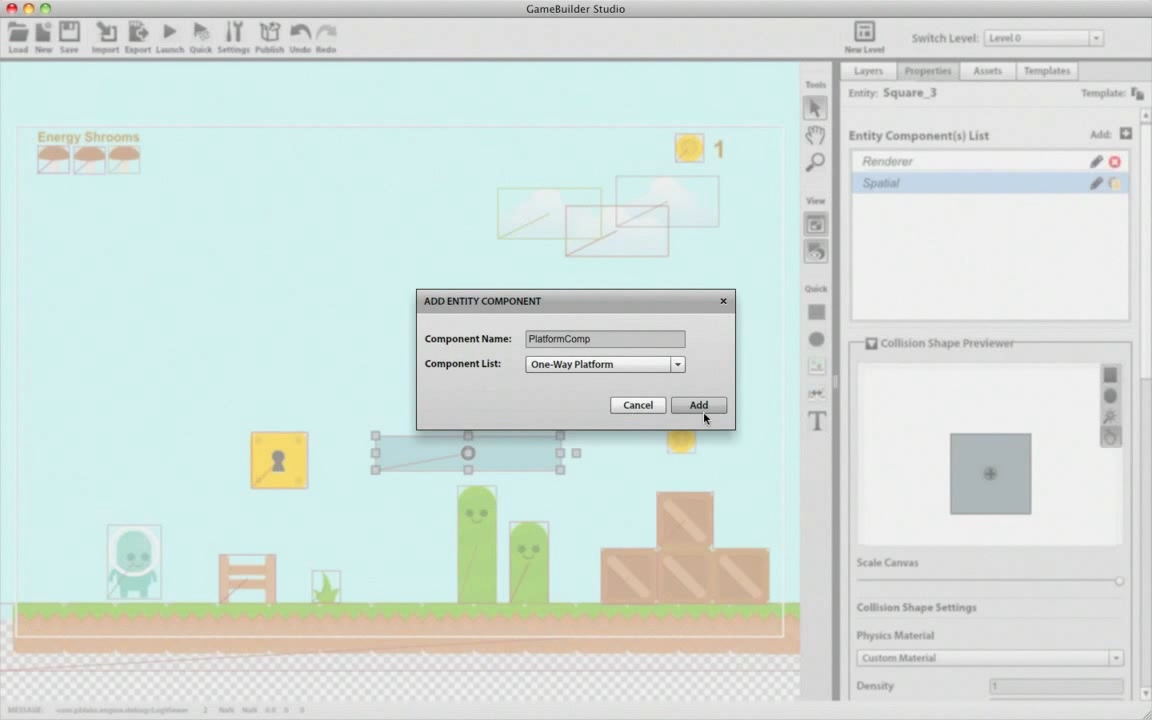 GameBuilder Studio
Load New Save Import Export Launch Quick Settings Publish Undo Redo
New Level
Switch Level: Level 0
Tools
Layers Properties Assets Templates
Entity: Square_3 Template:
Energy Shrooms
1
Entity Component(s) List Add:
Renderer
Spatial
View
Quick
T
ADD ENTITY COMPONENT
Component Name: PlatformComp
Component List: One-Way Platform
Cancel Add
Collision Shape Previewer
Scale Canvas
Collision Shape Settings
Physics Material
Custom Material
Density 1
MESSAGE: